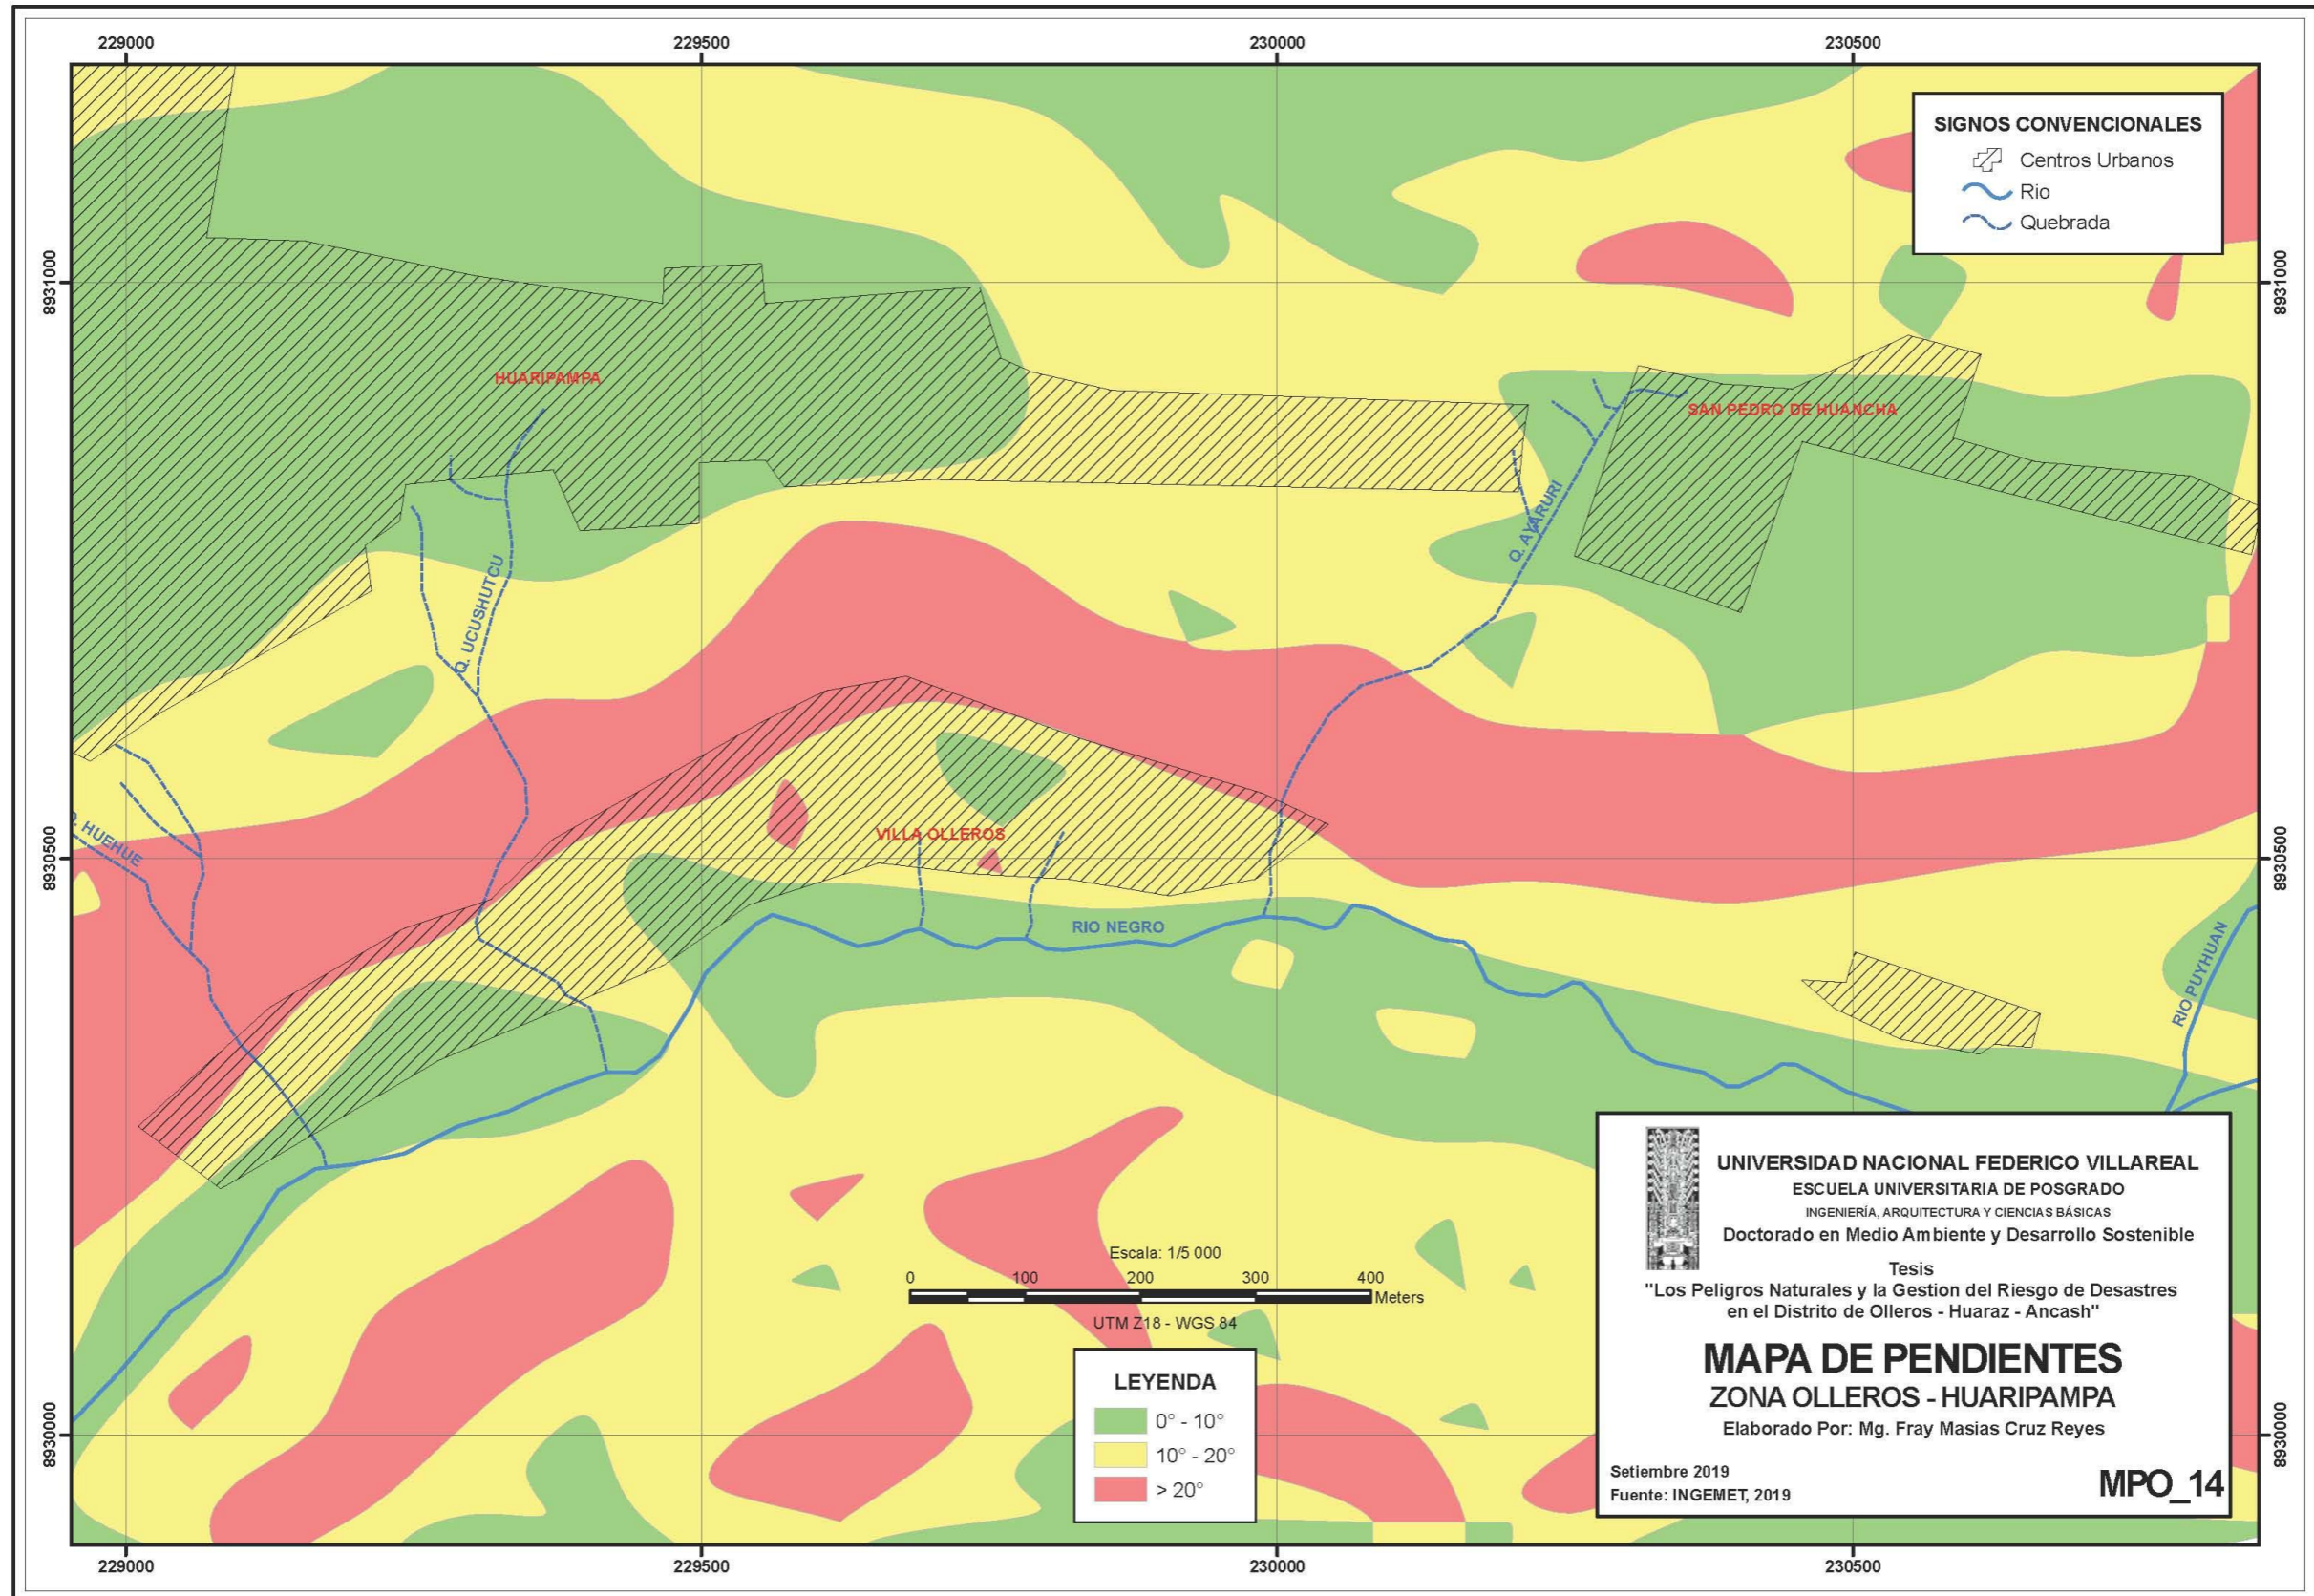 229000
229500
230000
230500
SIGNOS CONVENCIONALES
Centros Urbanos
Rio
Quebrada
8931000
8931000
HUARIPAMPA
SAN PEDRO DE HUANCHA
Q. AYARURI
Q. UCUSHUTCU
VILLA OLLEROS
Q. HUEHUE
8930500
8930500
RIO NEGRO
RIO PUYHUAN
Escala: 1/5 000
0 100 200 300 400
Meters
UTM Z18 - WGS 84
LEYENDA
0° - 10°
10° - 20°
> 20°
UNIVERSIDAD NACIONAL FEDERICO VILLAREAL
ESCUELA UNIVERSITARIA DE POSGRADO
INGENIERÍA, ARQUITECTURA Y CIENCIAS BÁSICAS
Doctorado en Medio Ambiente y Desarrollo Sostenible
Tesis
"Los Peligros Naturales y la Gestion del Riesgo de Desastres
en el Distrito de Olleros - Huaraz - Ancash"
MAPA DE PENDIENTES
ZONA OLLEROS - HUARIPAMPA
Elaborado Por: Mg. Fray Masias Cruz Reyes
Setiembre 2019
Fuente: INGEMET, 2019
MPO_14
8930000
8930000
229000
229500
230000
230500